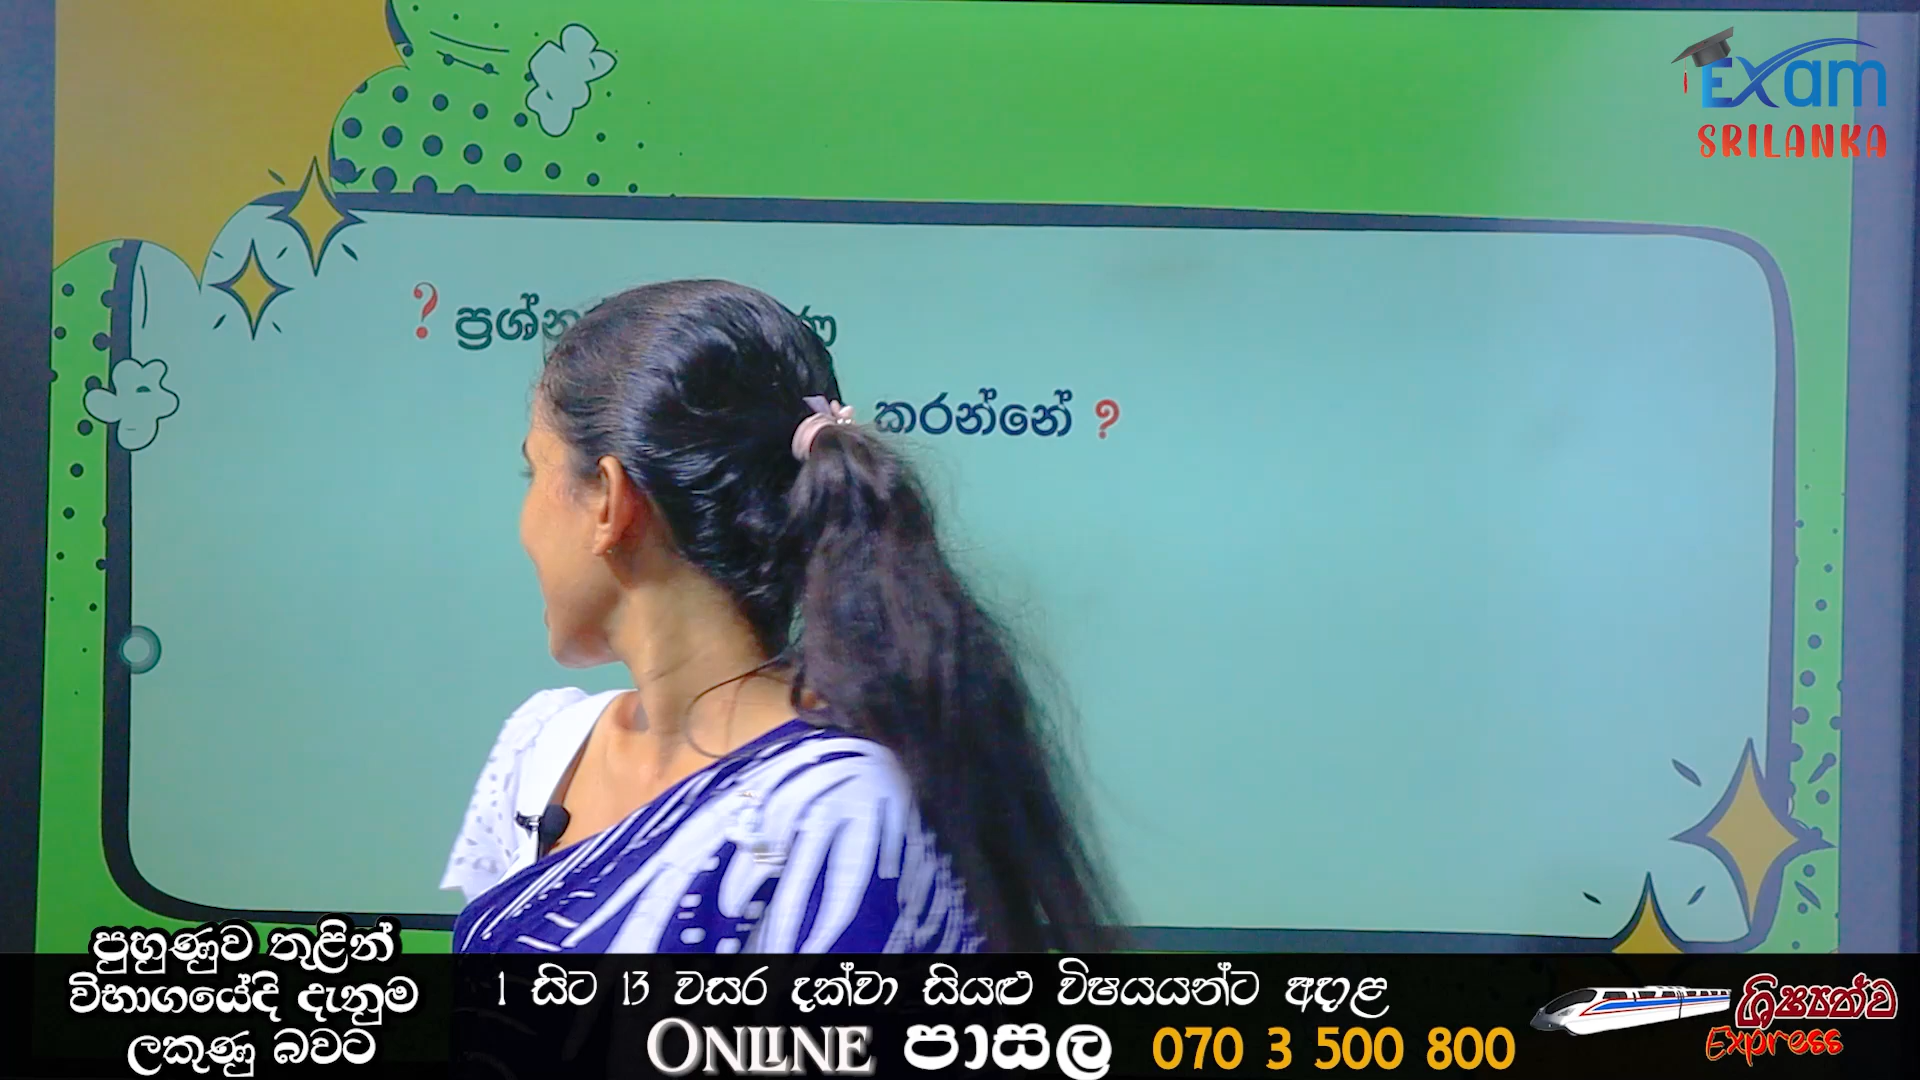 Exam
SRILANKA
?
කරන්නේ ?
පුහුණුව තුළින්
විභාගයේදි දැනුම
ලකුණු බවට
1 සිට 13 වසර දක්වා සියළු විෂයයන්ට අදාළ
ONLINE පාසල 070 3 500 800
ශිෂ්‍යත්ව
Express